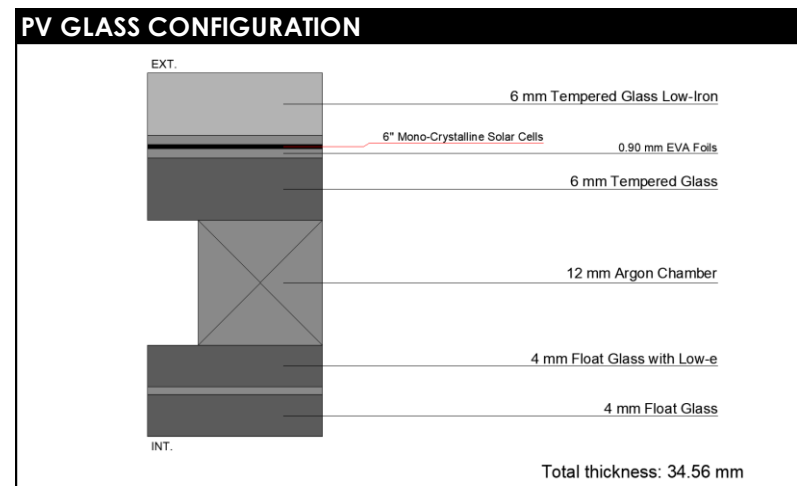 PV GLASS CONFIGURATION
EXT.
6 mm Tempered Glass Low-Iron
6" Mono-Crystalline Solar Cells
0.90 mm EVA Foils
6 mm Tempered Glass
12 mm Argon Chamber
4 mm Float Glass with Low-e
4 mm Float Glass
INT.
Total thickness: 34.56 mm